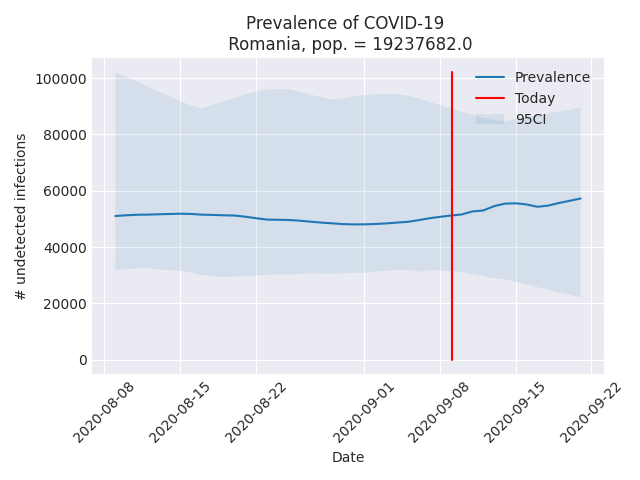 Prevalence of COVID-19
Romania, pop. = 19237682.0
100000
80000
60000
40000
20000
0
# undetected infections
Prevalence
Today
95CI
2020-08-08
2020-08-15
2020-08-22
2020-09-01
2020-09-08
2020-09-15
2020-09-22
Date